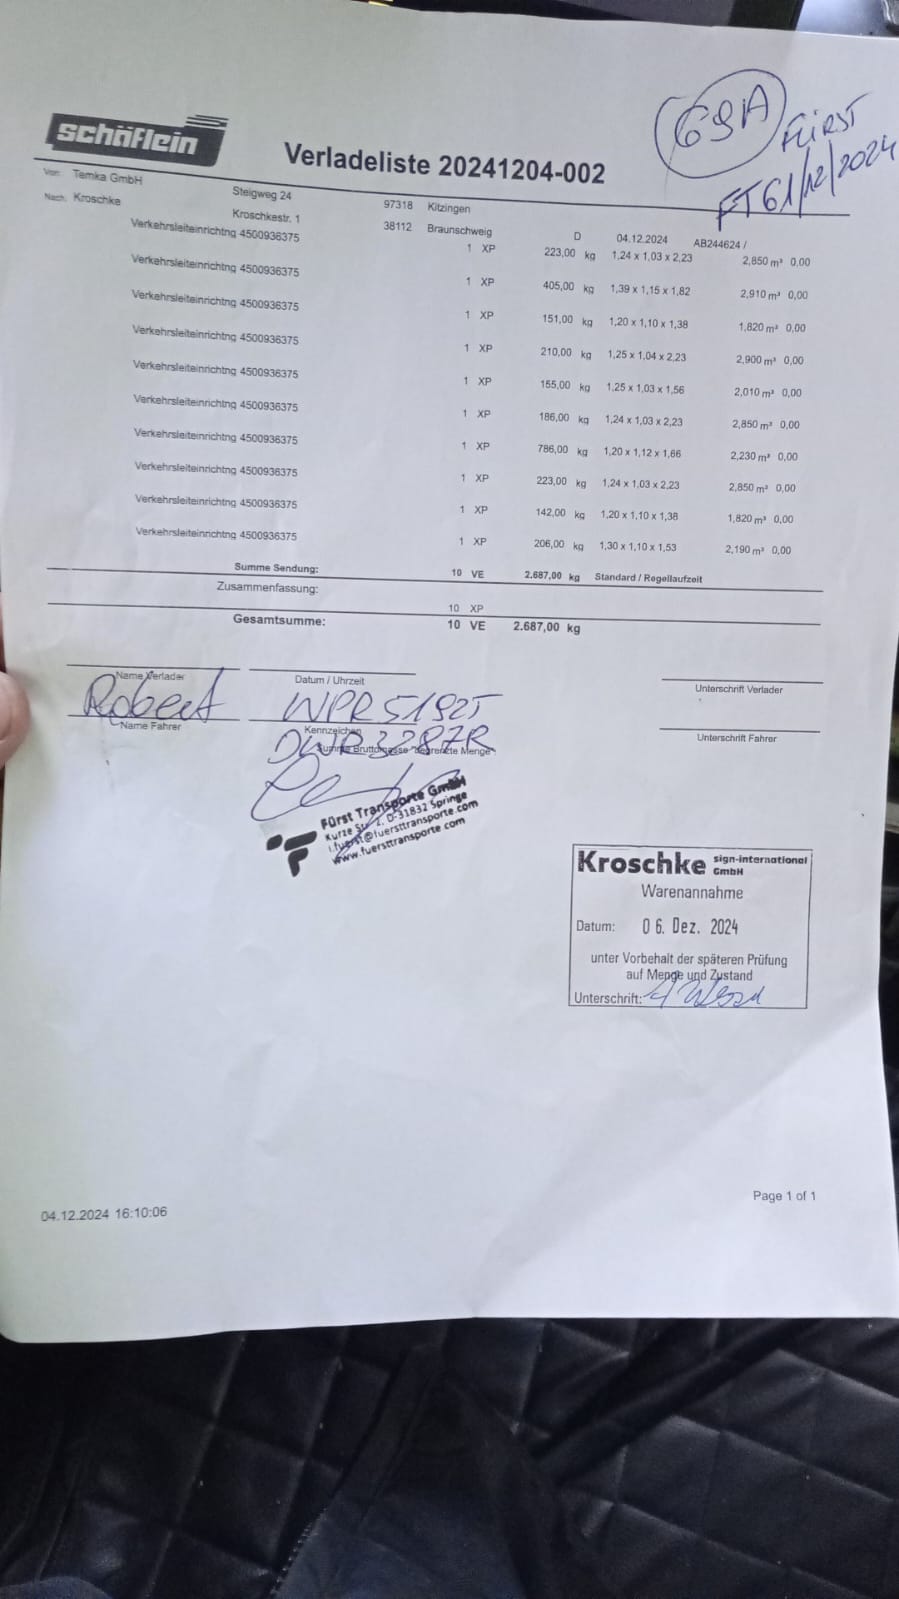 schäflein
Verladeliste 20241204-002
69A FÜRST
FT61/12/2024
Von: Temka GmbH Steigweg 24 97318 Kitzingen
Nach: Kroschke Kroschkestr. 1 38112 Braunschweig D 04.12.2024 AB244624 /
Verkehrsleiteinrichtng 4500936375 1 XP 223,00 kg 1,24 x 1,03 x 2,23 2,850 m³ 0,00
Verkehrsleiteinrichtng 4500936375 1 XP 405,00 kg 1,39 x 1,15 x 1,82 2,910 m³ 0,00
Verkehrsleiteinrichtng 4500936375 1 XP 151,00 kg 1,20 x 1,10 x 1,38 1,820 m³ 0,00
Verkehrsleiteinrichtng 4500936375 1 XP 210,00 kg 1,25 x 1,04 x 2,23 2,900 m³ 0,00
Verkehrsleiteinrichtng 4500936375 1 XP 155,00 kg 1,25 x 1,03 x 1,56 2,010 m³ 0,00
Verkehrsleiteinrichtng 4500936375 1 XP 186,00 kg 1,24 x 1,03 x 2,23 2,850 m³ 0,00
Verkehrsleiteinrichtng 4500936375 1 XP 786,00 kg 1,20 x 1,12 x 1,66 2,230 m³ 0,00
Verkehrsleiteinrichtng 4500936375 1 XP 223,00 kg 1,24 x 1,03 x 2,23 2,850 m³ 0,00
Verkehrsleiteinrichtng 4500936375 1 XP 142,00 kg 1,20 x 1,10 x 1,38 1,820 m³ 0,00
Verkehrsleiteinrichtng 4500936375 1 XP 206,00 kg 1,30 x 1,10 x 1,53 2,190 m³ 0,00
Summe Sendung: 10 VE 2.687,00 kg Standard / Regellaufzeit
Zusammenfassung: 10 XP
Gesamtsumme: 10 VE 2.687,00 kg
Name Verlader Datum / Uhrzeit Unterschrift Verlader
Robert WPR5192T
Name Fahrer Kennzeichen Unterschrift Fahrer
DWR3287R
Summe Bruttomasse "begrenzte Menge":
Fürst Transporte GmbH
Kurze Str. 2, D-31832 Springe
i.fuerst@fuersttransporte.com
www.fuersttransporte.com
Kroschke sign-international GmbH
Warenannahme
Datum: 06. Dez. 2024
unter Vorbehalt der späteren Prüfung
auf Menge und Zustand
Unterschrift:
Page 1 of 1
04.12.2024 16:10:06